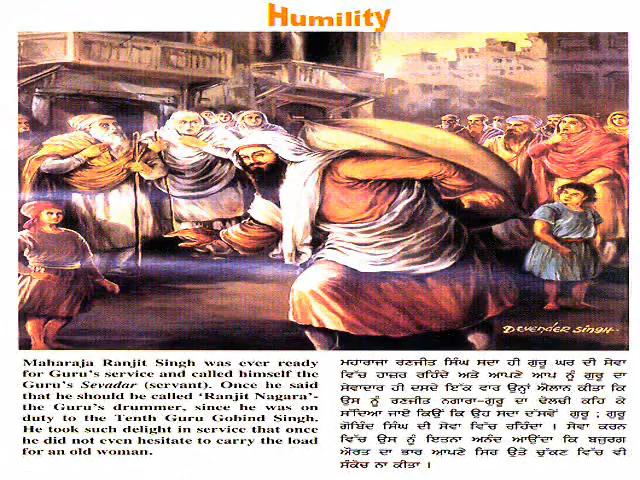 Humility
DEVENDER SINGH-
Maharaja Ranjit Singh was ever ready
for Guru's service and called himself the
Guru's Sevadar (servant). Once he said
that he should be called 'Ranjit Nagara'-
the Guru's drummer, since he was on
duty to the Tenth Guru Gobind Singh.
He took such delight in service that once
he did not even hesitate to carry the load
for an old woman.
ਮਹਾਰਾਜਾ ਰਣਜੀਤ ਸਿੰਘ ਸਦਾ ਹੀ ਗੁਰੂ ਘਰ ਦੀ ਸੇਵਾ
ਵਿੱਚ ਹਾਜ਼ਰ ਰਹਿੰਦੇ ਅਤੇ ਆਪਣੇ ਆਪ ਨੂੰ ਗੁਰੂ ਦਾ
ਸੇਵਾਦਾਰ ਹੀ ਦਸਦੇ ਇੱਕ ਵਾਰ ਉਨ੍ਹਾਂ ਐਲਾਨ ਕੀਤਾ ਕਿ
ਉਸ ਨੂੰ ਰਣਜੀਤ ਨਗਾਰਾ-ਗੁਰੂ ਦਾ ਢੋਲਚੀ ਕਹਿ ਕੇ
ਸੱਦਿਆ ਜਾਏ ਕਿਉਂ ਕਿ ਉਹ ਸਦਾ ਦਸਵੇਂ ਗੁਰੂ ; ਗੁਰੂ
ਗੋਬਿੰਦ ਸਿੰਘ ਦੀ ਸੇਵਾ ਵਿੱਚ ਰਹਿੰਦਾ । ਸੇਵਾ ਕਰਨ
ਵਿੱਚ ਉਸ ਨੂੰ ਇਤਨਾ ਅਨੰਦ ਆਉਂਦਾ ਕਿ ਬਜ਼ੁਰਗ
ਔਰਤ ਦਾ ਭਾਰ ਆਪਣੇ ਸਿਰ ਉਤੇ ਚੁੱਕਣ ਵਿੱਚ ਵੀ
ਸੰਕੋਚ ਨਾ ਕੀਤਾ ।